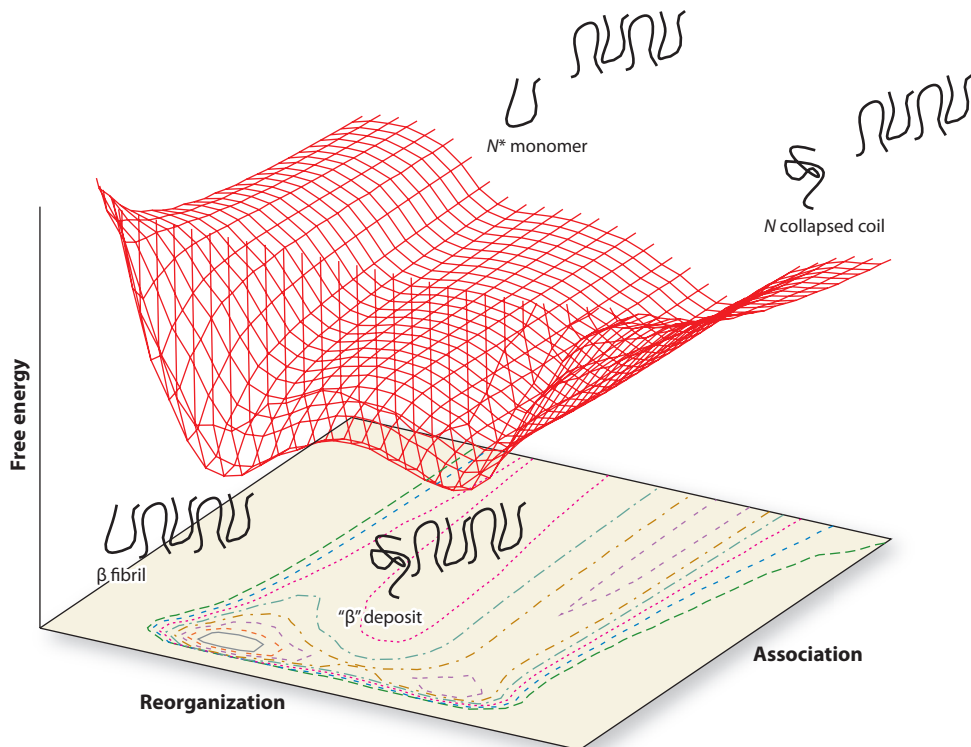 N* monomer
N collapsed coil
Free energy
β fibril
“β” deposit
Association
Reorganization